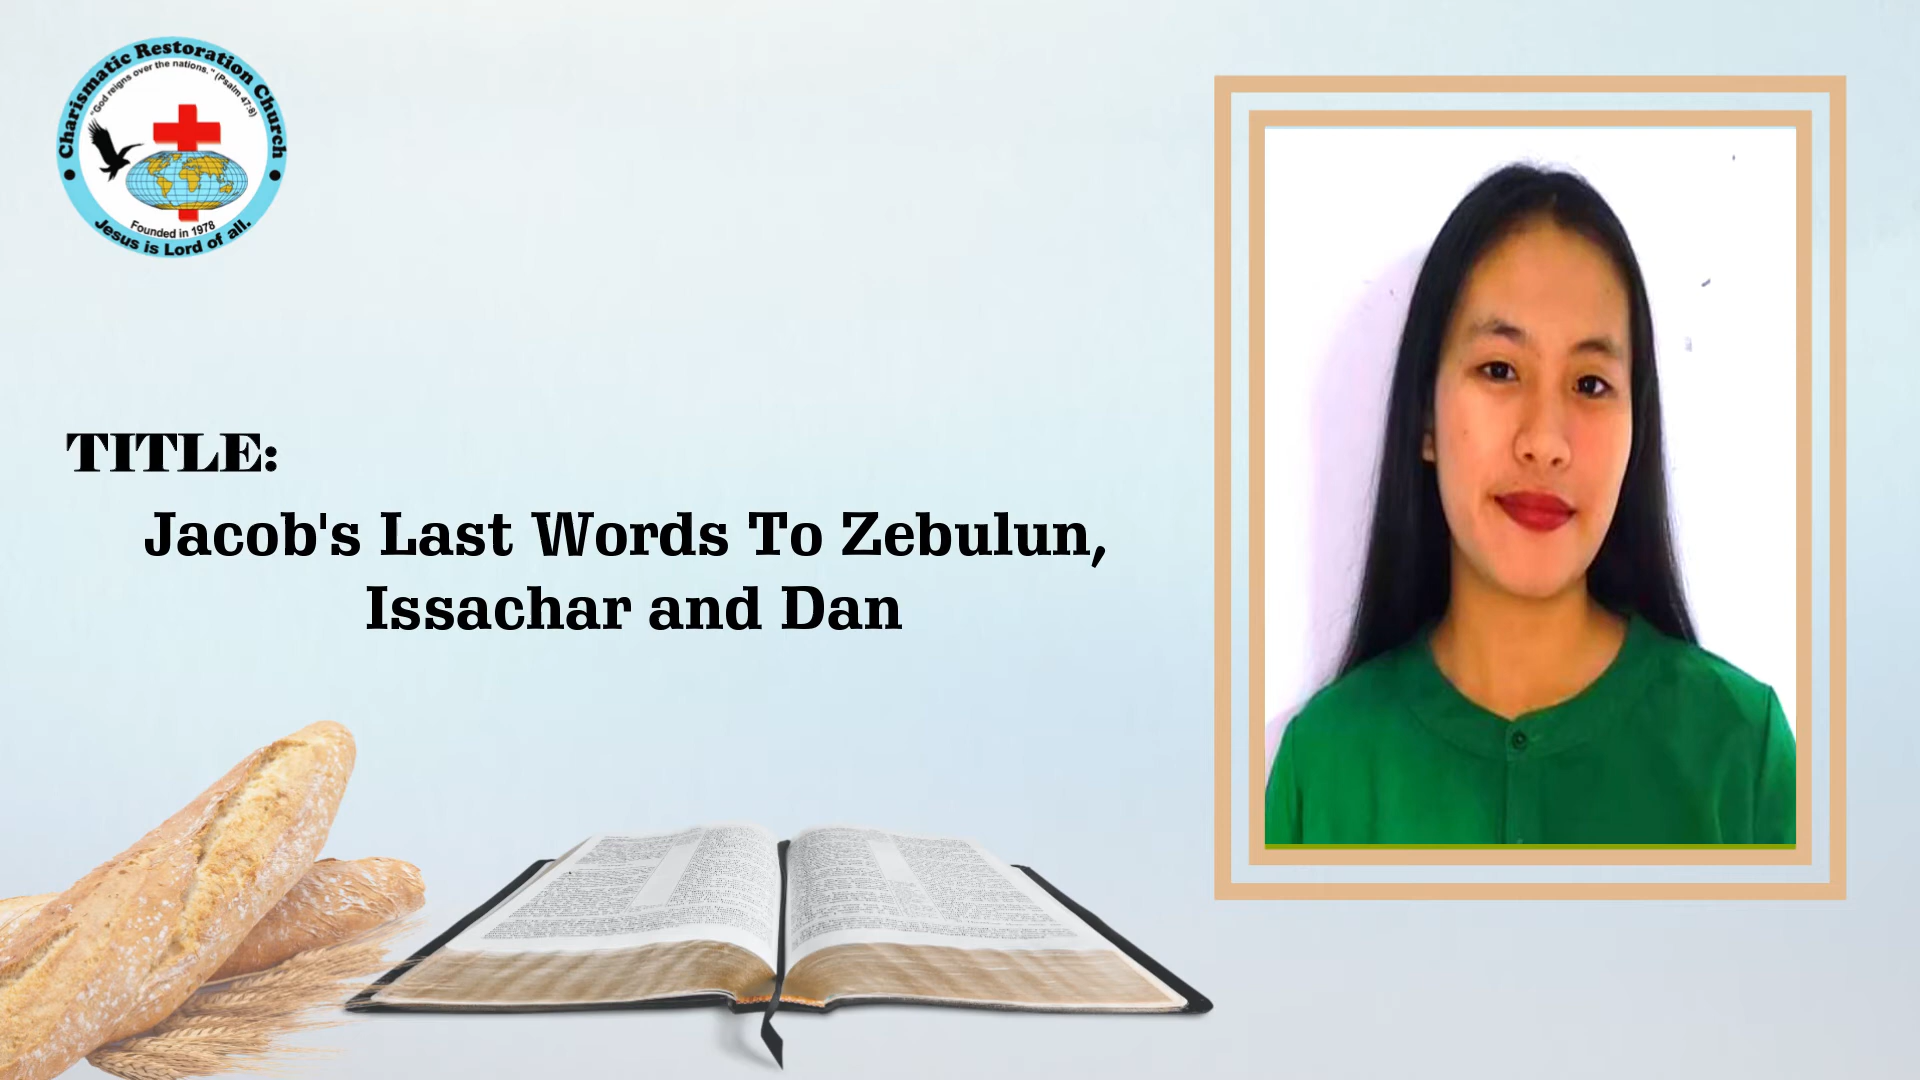 Charismatic Restoration Church
"God reigns over the nations." (Psalm 47:8)
Founded in 1978
Jesus is Lord of all.
TITLE:
Jacob's Last Words To Zebulun,
Issachar and Dan